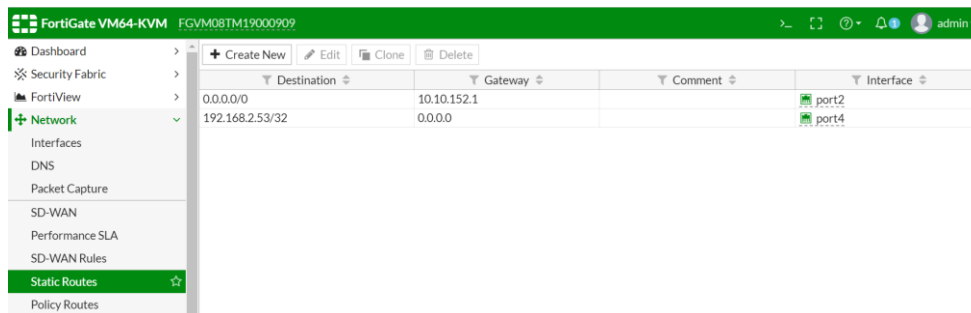 FortiGate VM64-KVM FGVM08TM19000909 >_ 1 admin
Dashboard
+ Create New Edit Clone Delete
Security Fabric
Destination Gateway Comment Interface
FortiView
0.0.0.0/0 10.10.152.1 port2
Network
192.168.2.53/32 0.0.0.0 port4
Interfaces
DNS
Packet Capture
SD-WAN
Performance SLA
SD-WAN Rules
Static Routes
Policy Routes